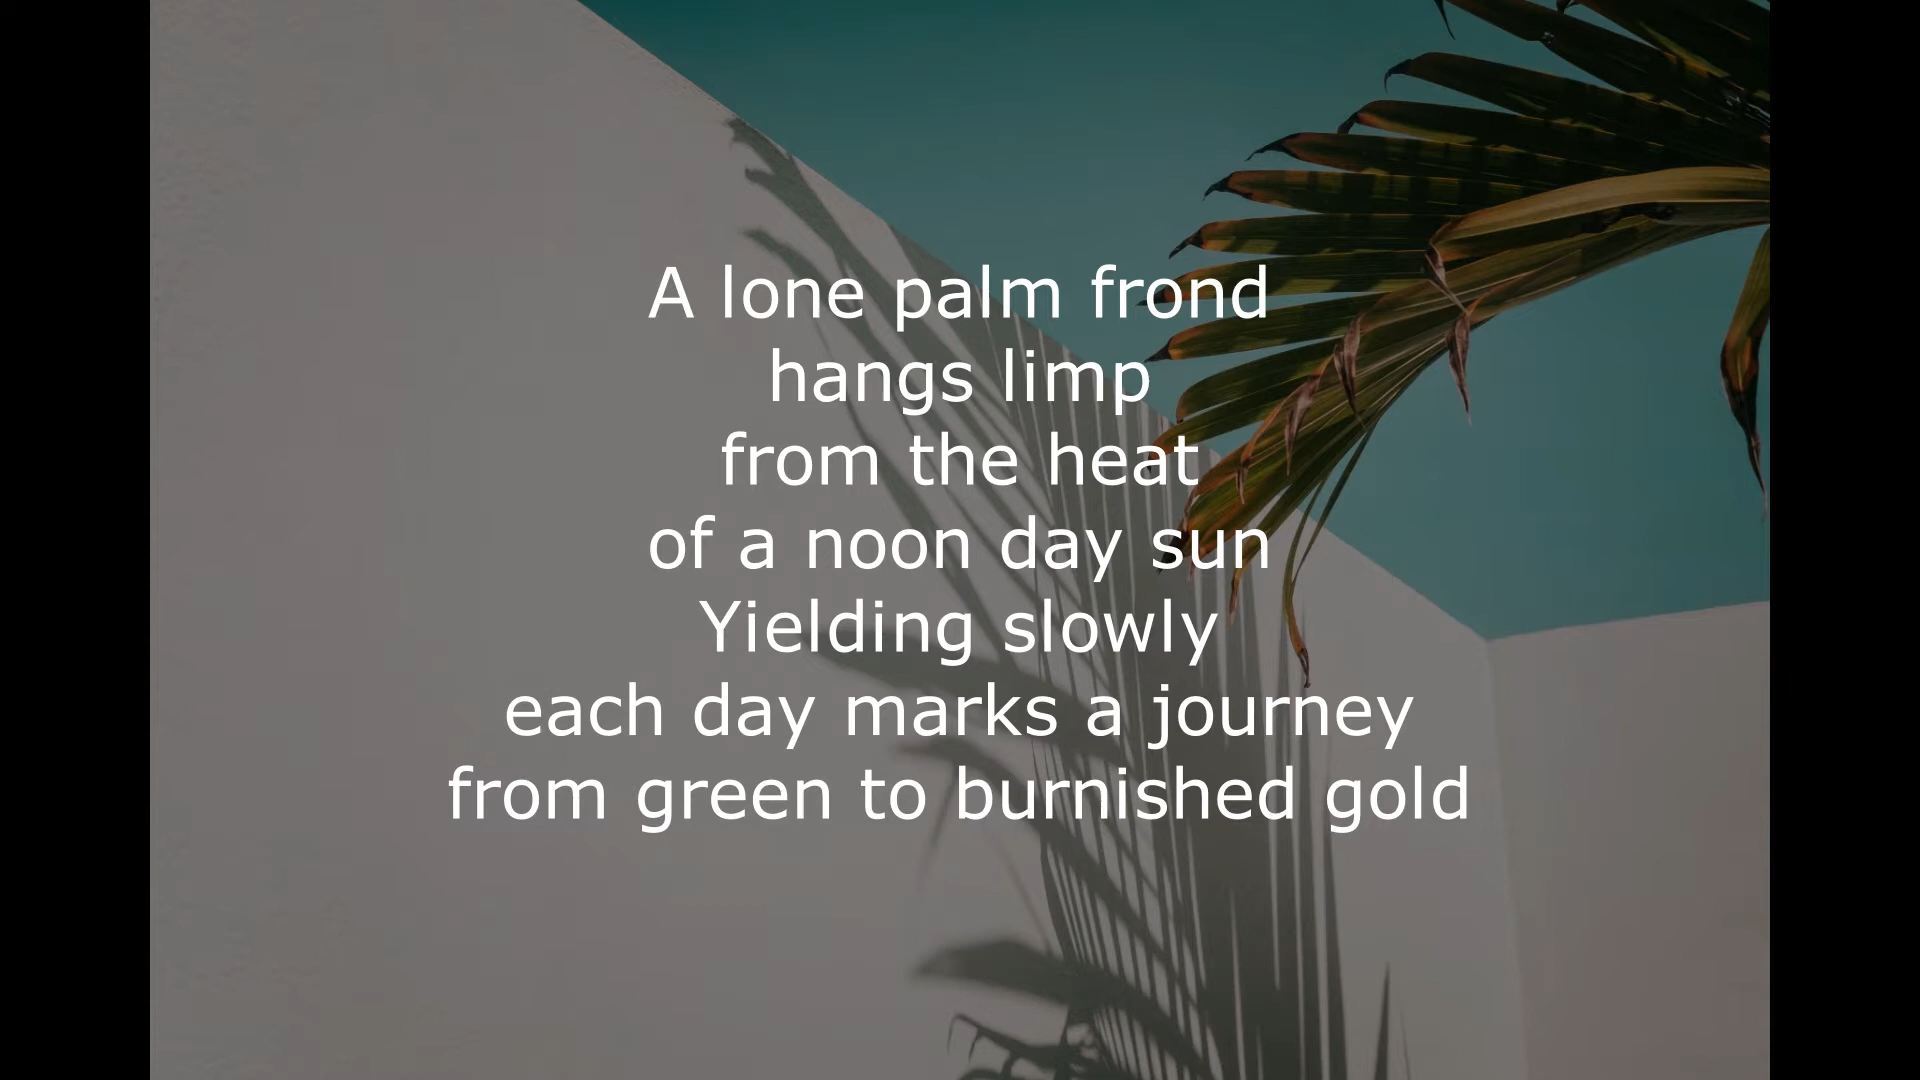 A lone palm frond
hangs limp
from the heat
of a noon day sun
Yielding slowly
each day marks a journey
from green to burnished gold